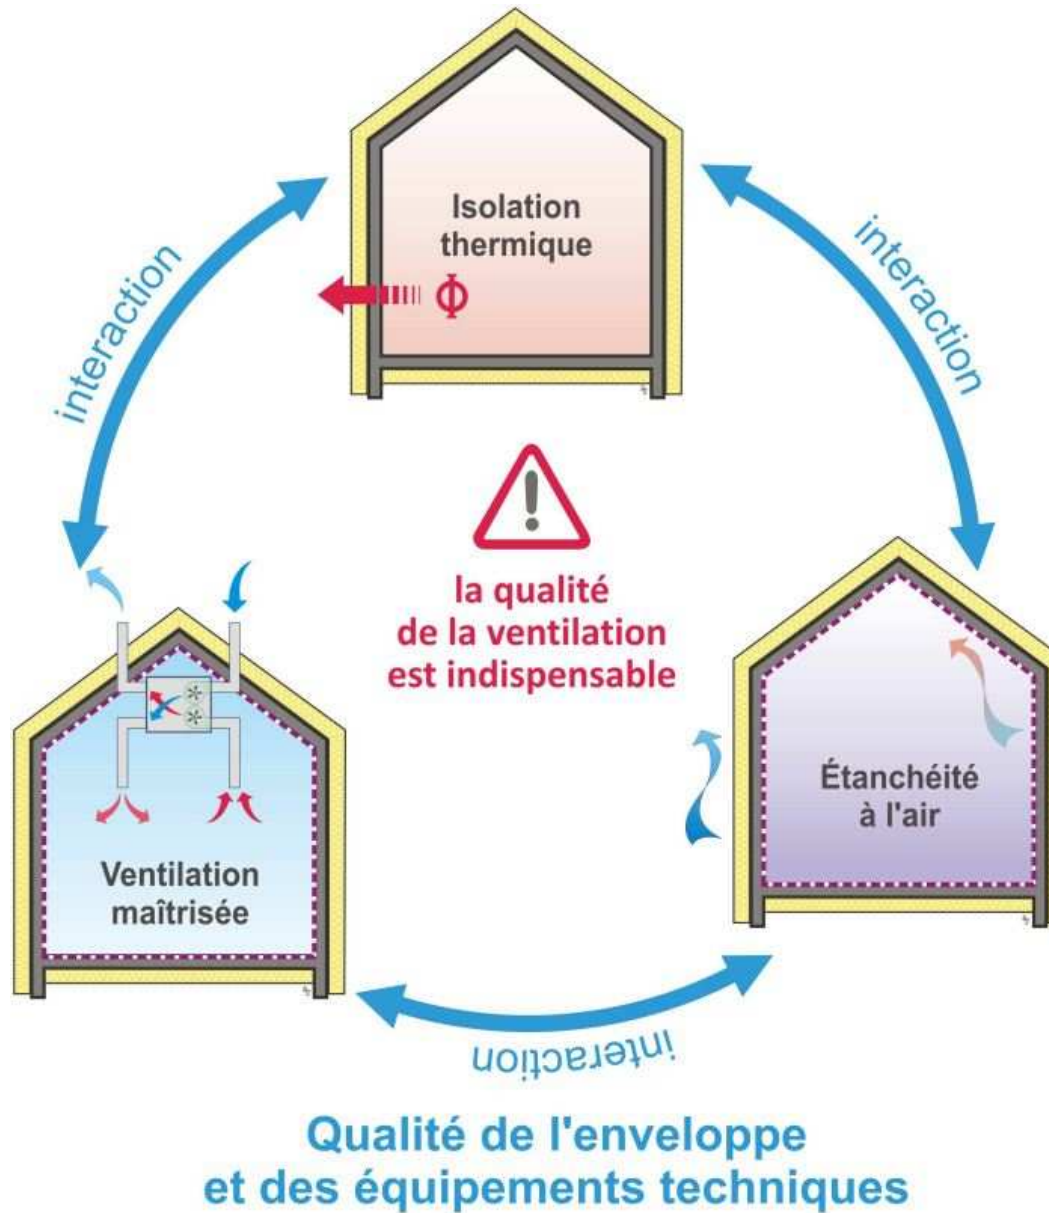 Isolation
thermique
Φ
interaction
interaction
la qualité
de la ventilation
est indispensable
Étanchéité
à l'air
Ventilation
maîtrisée
interaction
Qualité de l'enveloppe
et des équipements techniques